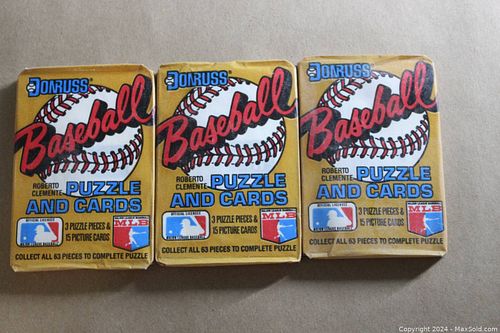 DONRUSS
Baseball
ROBERTO
CLEMENTE PUZZLE
AND CARDS
3 PUZZLE PIECES &
15 PICTURE CARDS
MLB
COLLECT ALL 63 PIECES TO COMPLETE PUZZLE
DONRUSS
Baseball
ROBERTO
CLEMENTE PUZZLE
AND CARDS
3 PUZZLE PIECES &
15 PICTURE CARDS
MLB
COLLECT ALL 63 PIECES TO COMPLETE PUZZLE
DONRUSS
Baseball
ROBERTO
CLEMENTE PUZZLE
AND CARDS
3 PUZZLE PIECES &
15 PICTURE CARDS
MLB
COLLECT ALL 63 PIECES TO COMPLETE PUZZLE
Copyright © 2024 - MaxSold.com